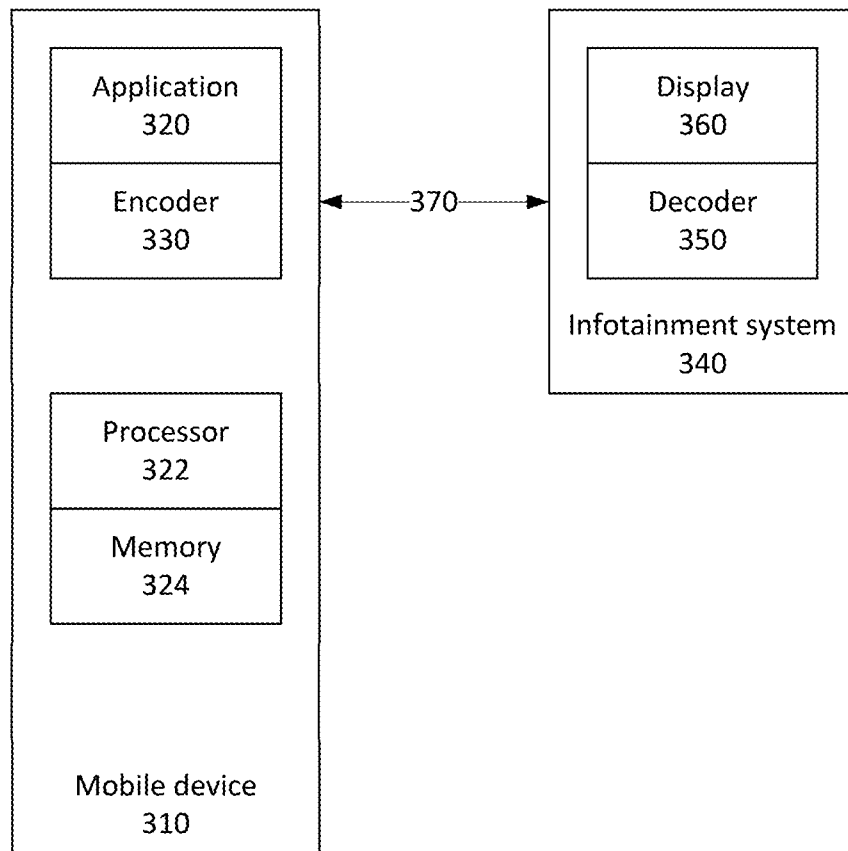 Application
320
Encoder
330
Processor
322
Memory
324
Mobile device
310
370
Display
360
Decoder
350
Infotainment system
340